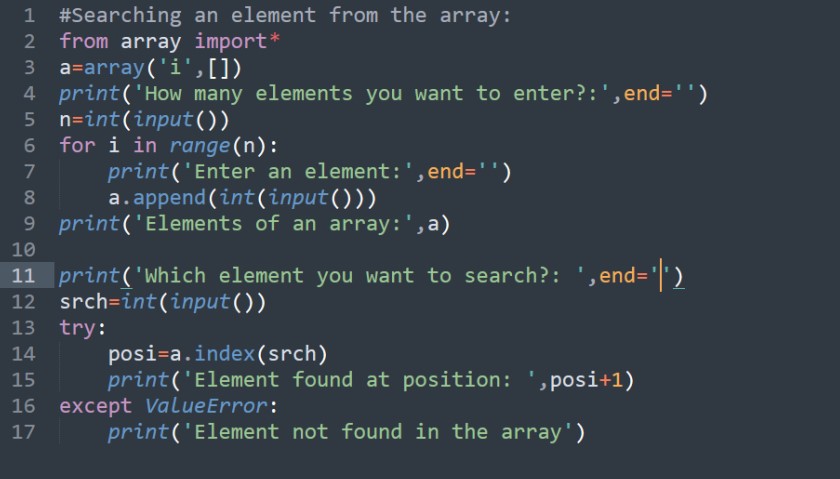 1 #Searching an element from the array:
2 from array import*
3 a=array('i',[])
4 print('How many elements you want to enter?:',end='')
5 n=int(input())
6 for i in range(n):
7     print('Enter an element:',end='')
8     a.append(int(input()))
9 print('Elements of an array:',a)
10
11 print('Which element you want to search?: ',end='')
12 srch=int(input())
13 try:
14     posi=a.index(srch)
15     print('Element found at position: ',posi+1)
16 except ValueError:
17     print('Element not found in the array')